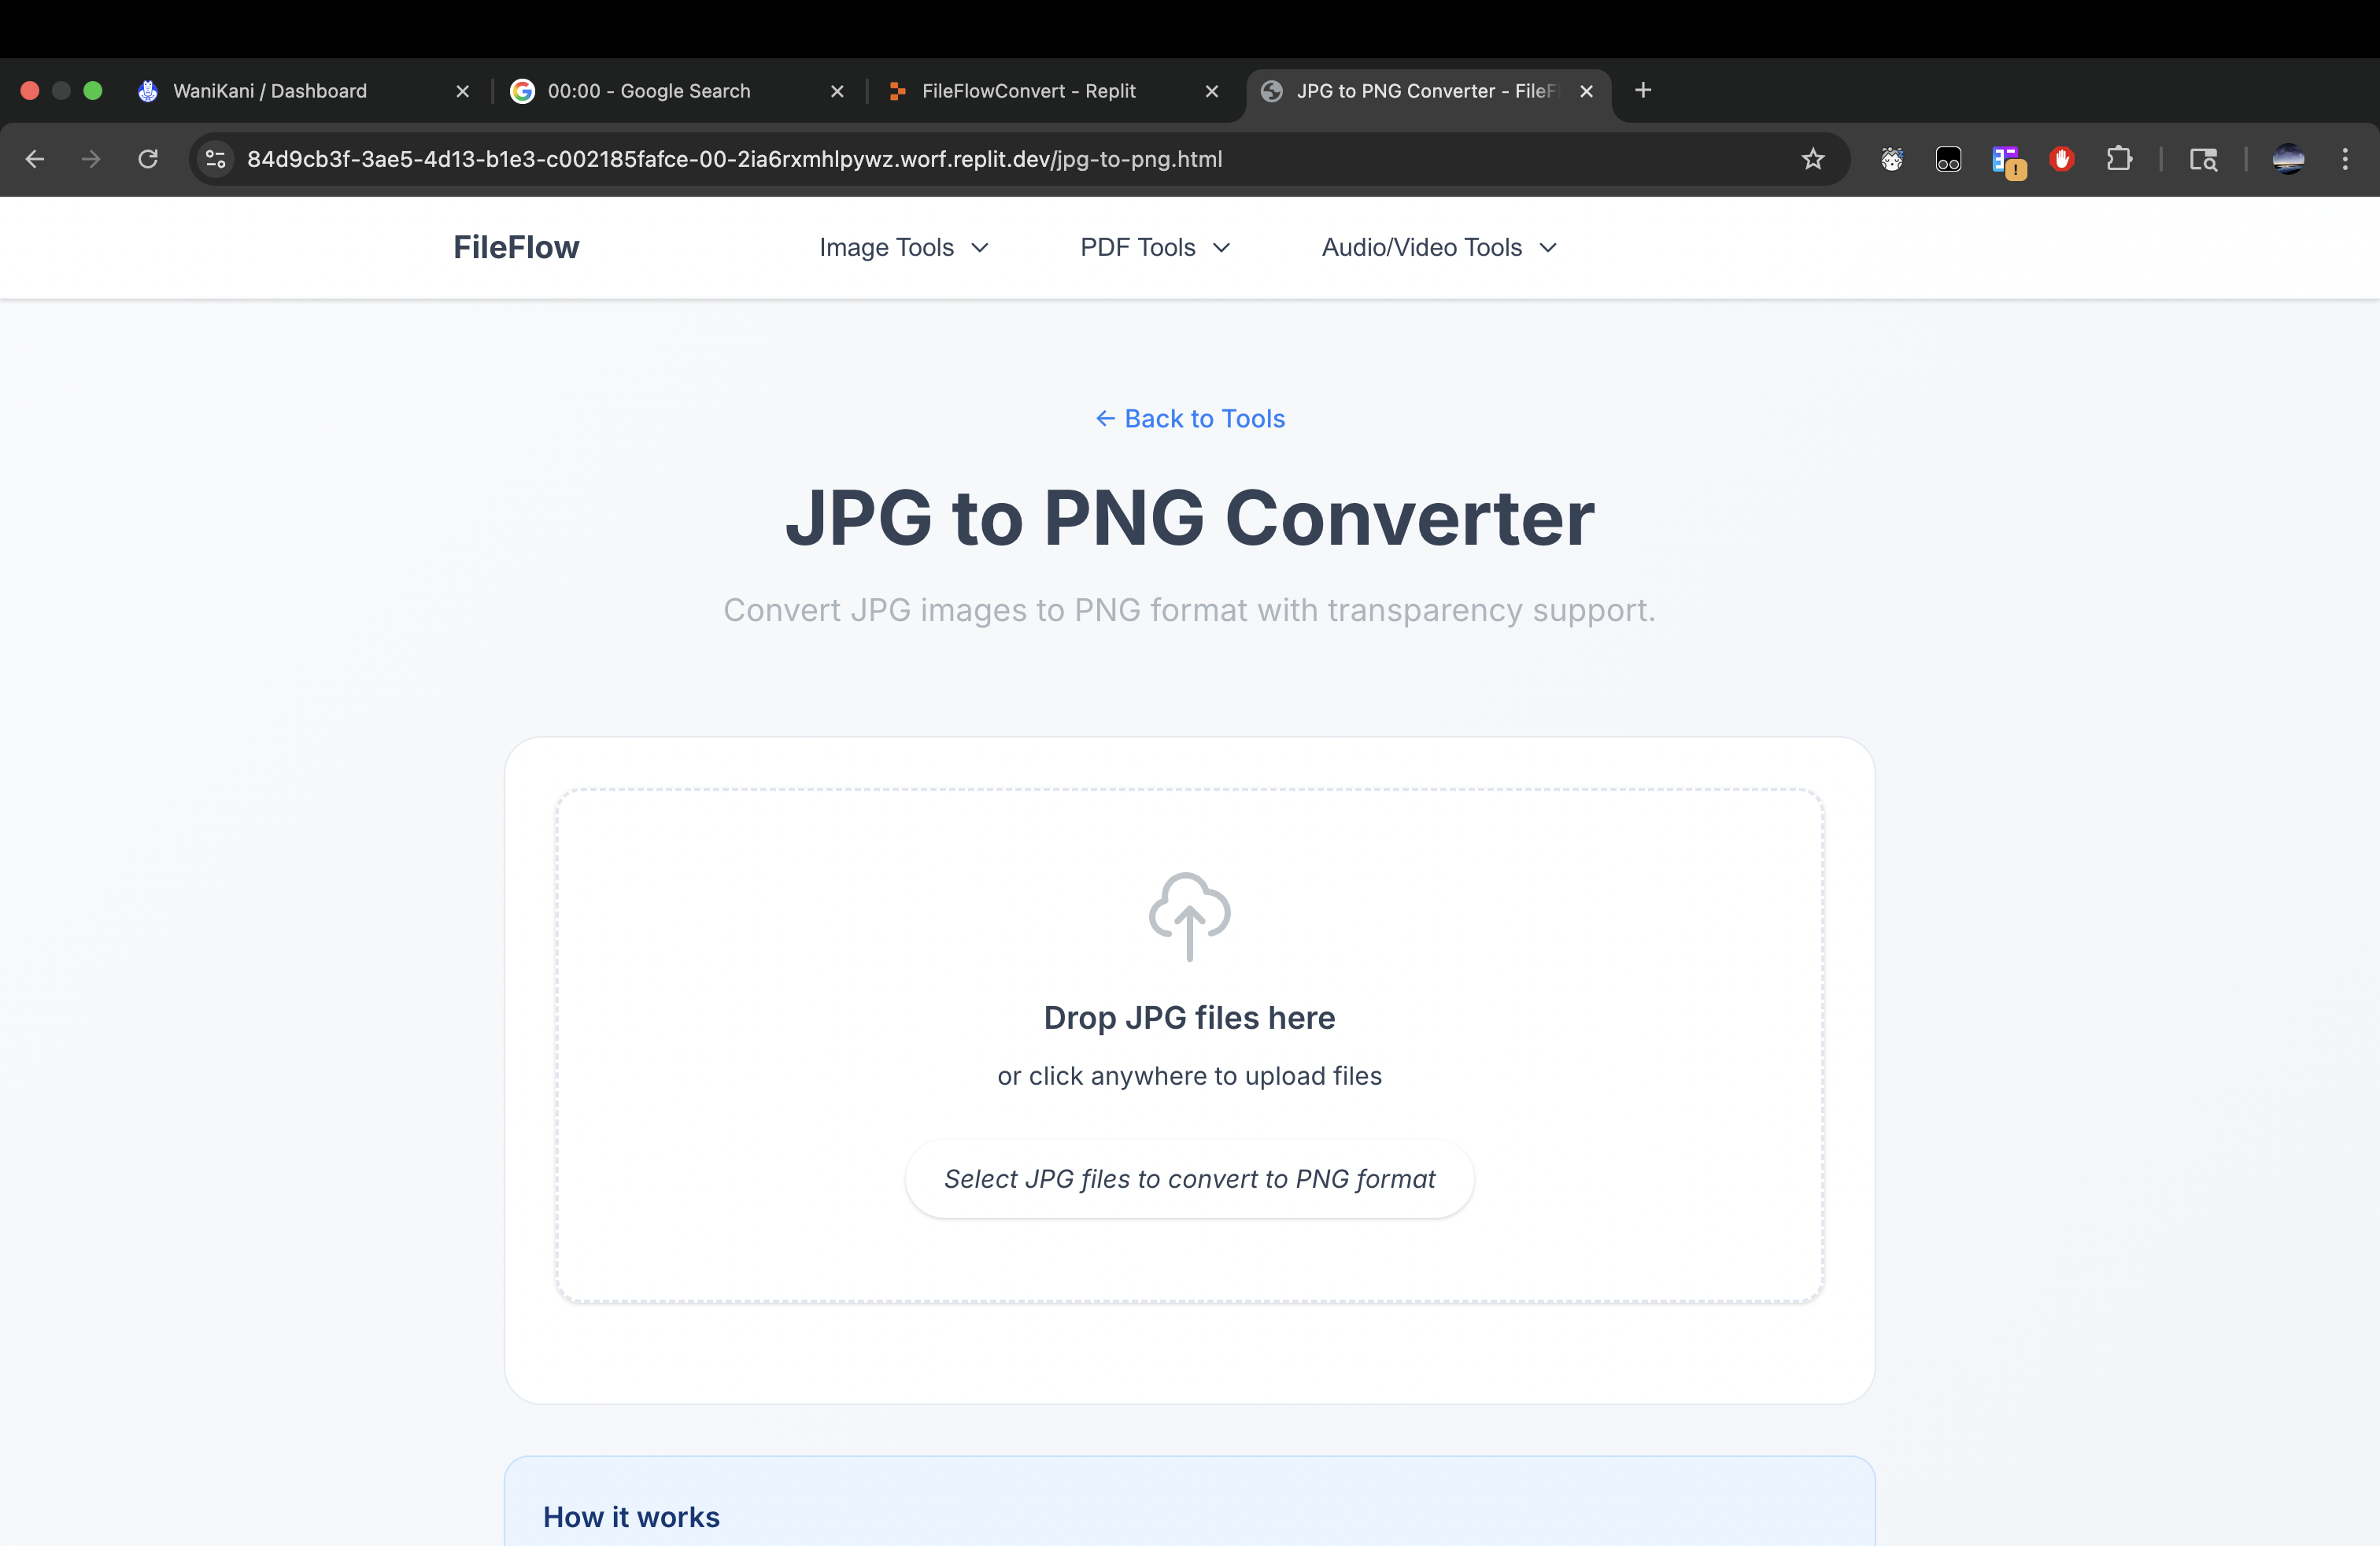 WaniKani / Dashboard
00:00 - Google Search
FileFlowConvert - Replit
JPG to PNG Converter - FileF
84d9cb3f-3ae5-4d13-b1e3-c002185fafce-00-2ia6rxmhlpywz.worf.replit.dev/jpg-to-png.html
FileFlow
Image Tools
PDF Tools
Audio/Video Tools
← Back to Tools
JPG to PNG Converter
Convert JPG images to PNG format with transparency support.
Drop JPG files here
or click anywhere to upload files
Select JPG files to convert to PNG format
How it works